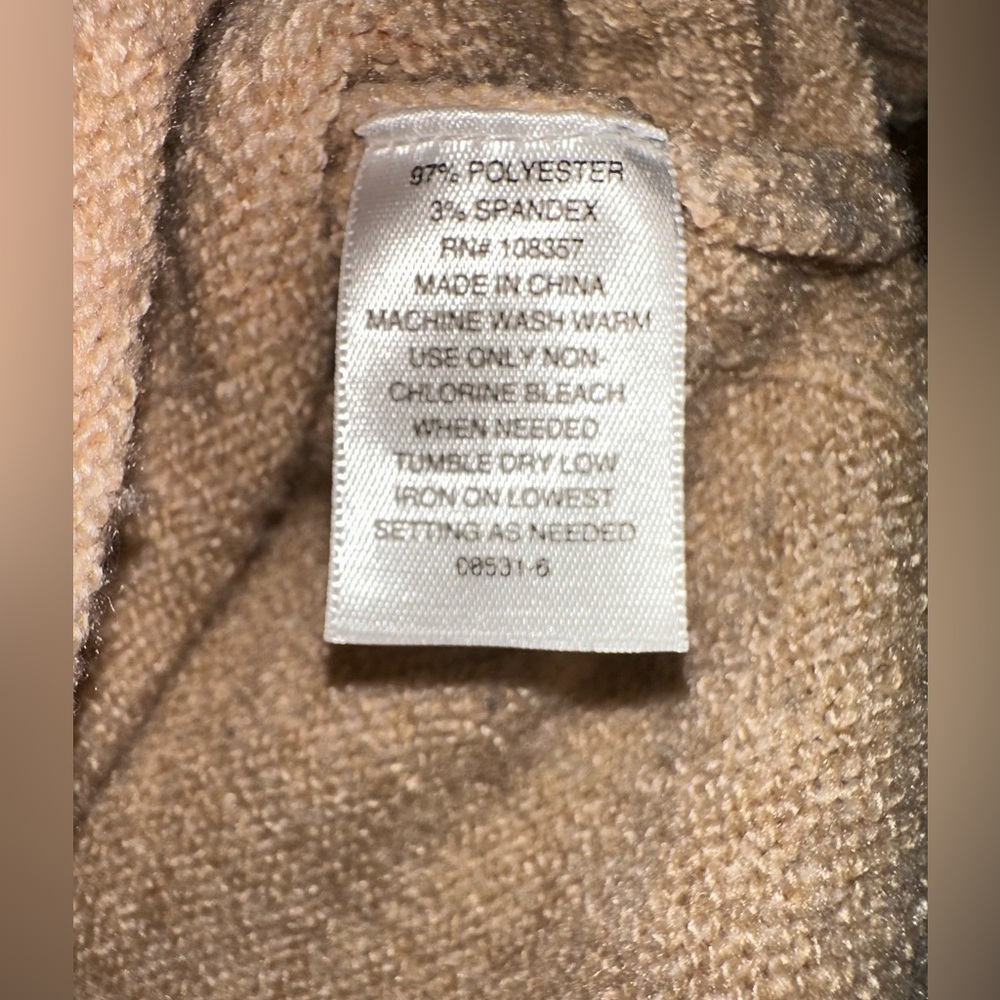 97% POLYESTER
3% SPANDEX
RN# 108357
MADE IN CHINA
MACHINE WASH WARM
USE ONLY NON-
CHLORINE BLEACH
WHEN NEEDED
TUMBLE DRY LOW
IRON ON LOWEST
SETTING AS NEEDED
C0531-6